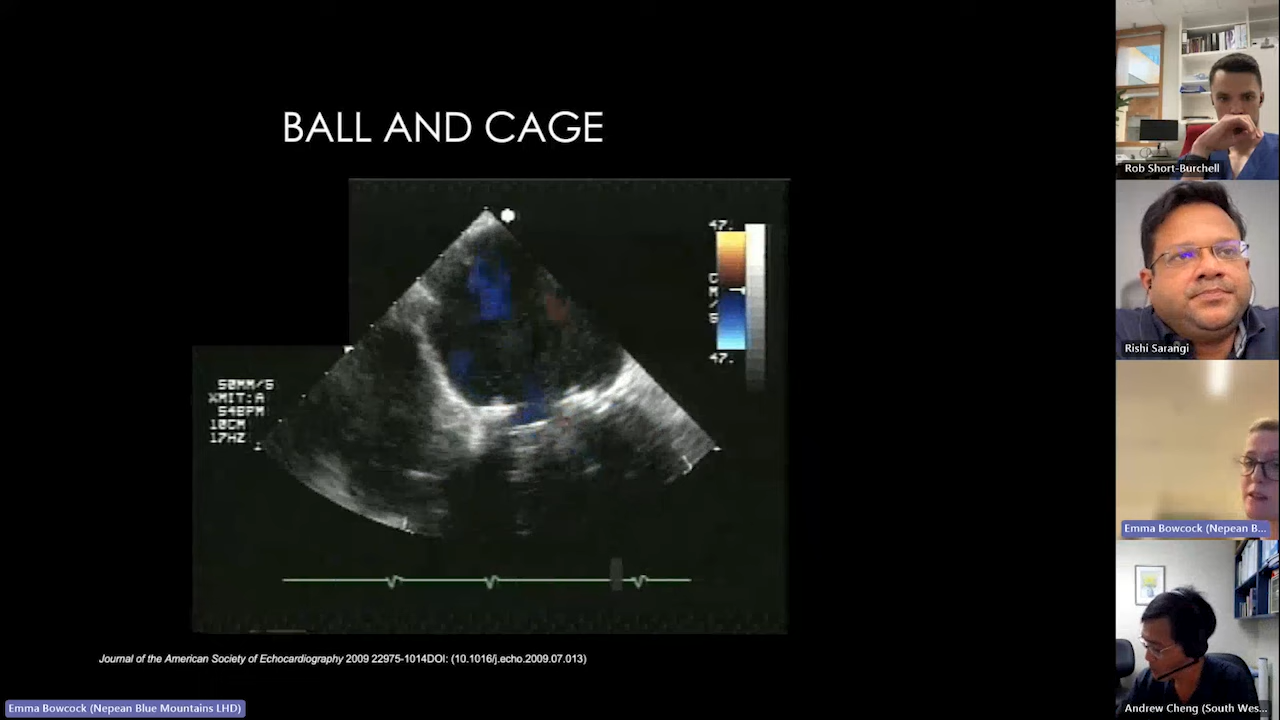 BALL AND CAGE
47.
CM/S
47.
50MM/S
XMIT:A
54BPM
10CM
17HZ
Journal of the American Society of Echocardiography 2009 22975-1014DOI: (10.1016/j.echo.2009.07.013)
Emma Bowcock (Nepean Blue Mountains LHD)
Rob Short-Burchell
Rishi Sarangi
Emma Bowcock (Nepean B...
Andrew Cheng (South Wes...